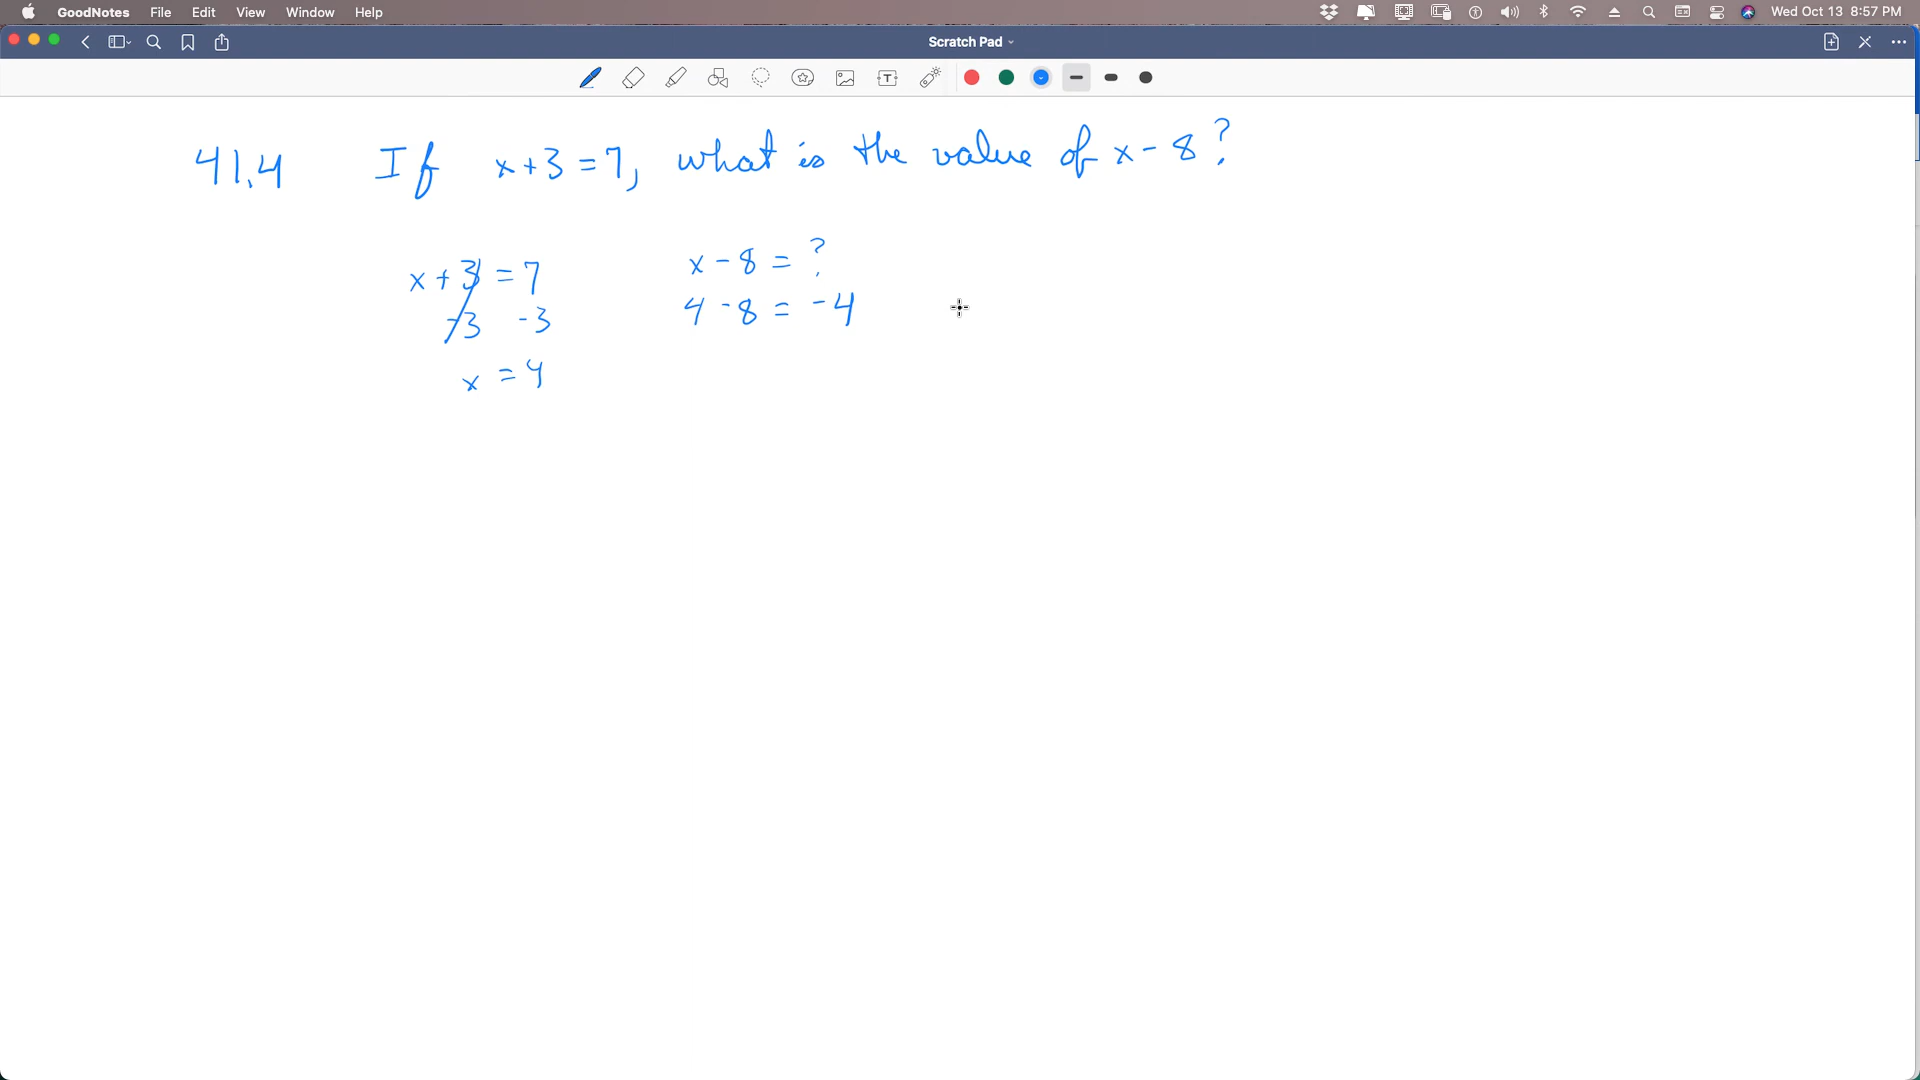 GoodNotes File Edit View Window Help Wed Oct 13 8:57 PM
Scratch Pad
41.4 If x+3=7, what is the value of x-8?
x+3=7 x-8=?
-3 -3 4-8=-4
x=4